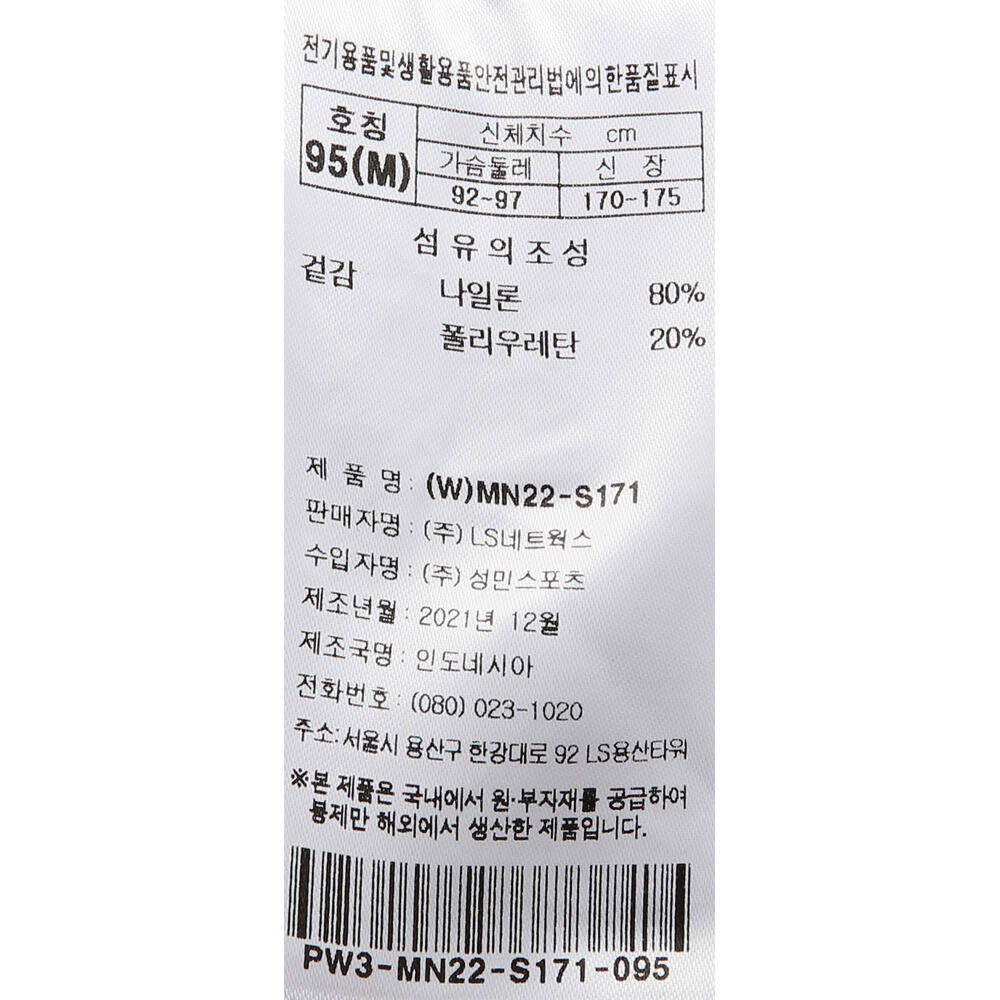 전기용품및생활용품안전관리법에의한품질표시
호칭
95(M)
신체치수 cm
가슴둘레 신 장
92~97 170-175
섬유의조성
겉감
나일론 80%
폴리우레탄 20%
제 품 명 : (W)MN22-S171
판매자명 : (주) LS네트웍스
수입자명 : (주) 성민스포츠
제조년월 : 2021년 12월
제조국명 : 인도네시아
전화번호 : (080) 023-1020
주소:서울시 용산구 한강대로 92 LS용산타워
※본 제품은 국내에서 원·부자재를 공급하여
봉제만 해외에서 생산한 제품입니다.
PW3-MN22-S171-095